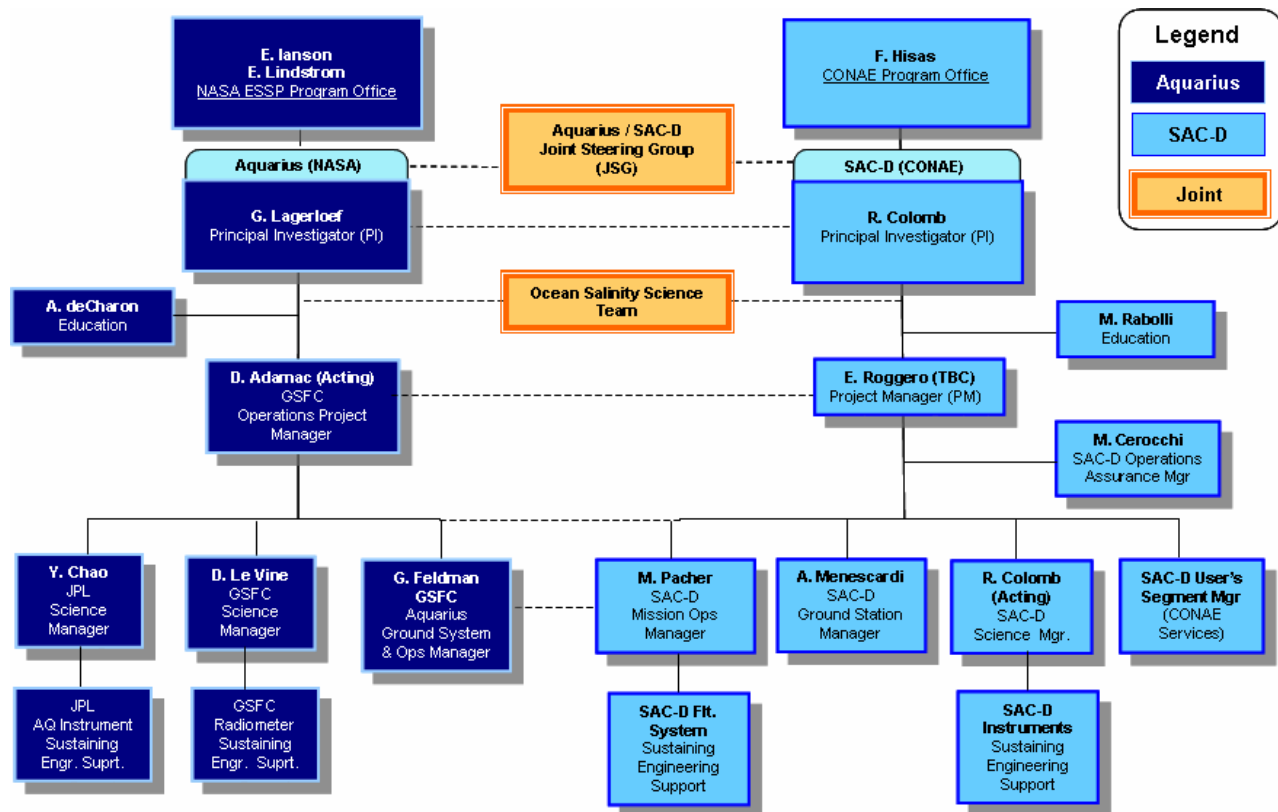 E. Ianson
E. Lindstrom
NASA ESSP Program Office
F. Hisas
CONAE Program Office
Legend
Aquarius
SAC-D
Joint
Aquarius / SAC-D
Joint Steering Group
(JSG)
Aquarius (NASA)
SAC-D (CONAE)
G. Lagerloef
Principal Investigator (PI)
R. Colomb
Principal Investigator (PI)
Ocean Salinity Science
Team
A. deCharon
Education
M. Rabolli
Education
D. Adamac (Acting)
GSFC
Operations Project
Manager
E. Roggero (TBC)
Project Manager (PM)
M. Cerocchi
SAC-D Operations
Assurance Mgr
Y. Chao
JPL
Science
Manager
D. Le Vine
GSFC
Science
Manager
G. Feldman
GSFC
Aquarius
Ground System
& Ops Manager
M. Pacher
SAC-D
Mission Ops
Manager
A. Menescardi
SAC-D
Ground Station
Manager
R. Colomb
(Acting)
SAC-D
Science Mgr.
SAC-D User's
Segment Mgr
(CONAE
Services)
JPL
AQ Instrument
Sustaining
Engr. Suprt.
GSFC
Radiometer
Sustaining
Engr. Suprt.
SAC-D Flt.
System
Sustaining
Engineering
Support
SAC-D
Instruments
Sustaining
Engineering
Support